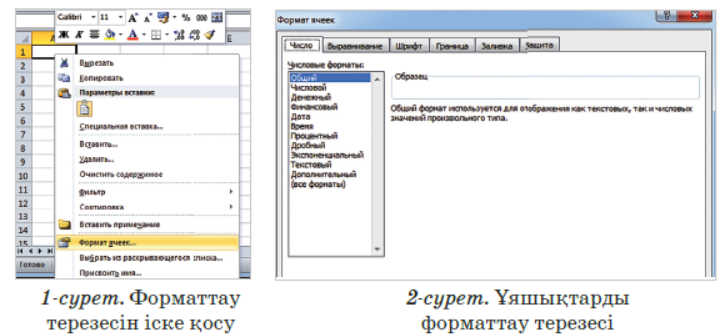 Calibri 11 A A % 000
Ж К
A E
1
2
3
4
5
6
7
8
9
10
11
12
13
14
15
Вырезать
Копировать
Параметры вставки:
Специальная вставка...
Вставить...
Удалить...
Очистить содержимое
Фильтр
Сортировка
Вставить примечание
Формат ячеек...
Выбрать из раскрывающегося списка...
Присвоить имя...
Готово
1-сурет. Форматтау
терезесін іске қосу
Формат ячеек
Число Выравнивание Шрифт Граница Заливка Защита
Числовые форматы:
Общий
Числовой
Денежный
Финансовый
Дата
Время
Процентный
Дробный
Экспоненциальный
Текстовый
Дополнительный
(все форматы)
Образец
Общий формат используется для отображения как текстовых, так и числовых
значений произвольного типа.
2-сурет. Ұяшықтарды
форматтау терезесі